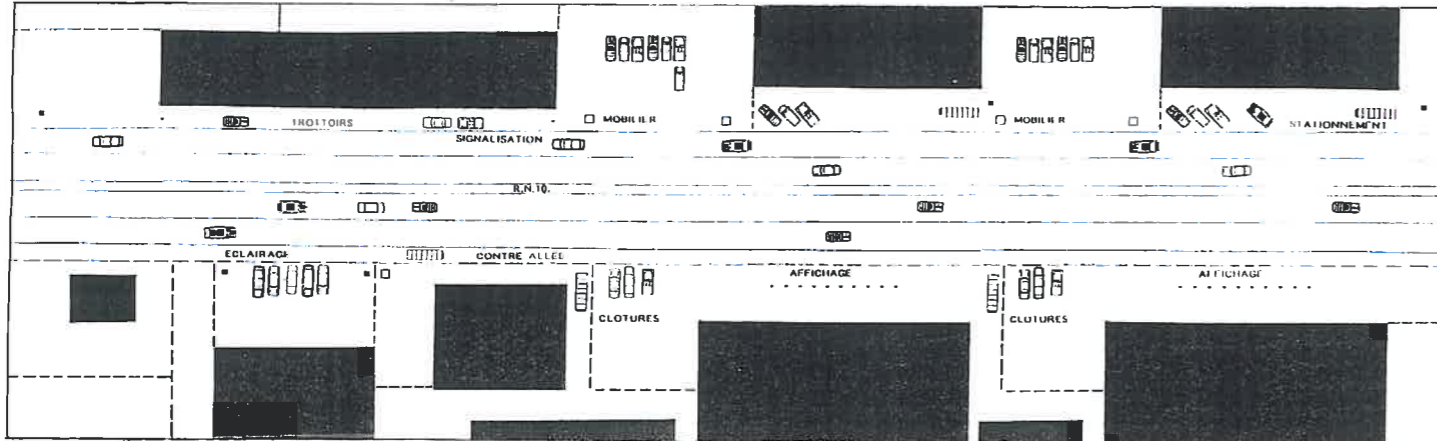 TROTTOIRS
MOBILIER
MOBILIER
STATIONNEMENT
SIGNALISATION
R.N.10.
ECLAIRAGE
CONTRE ALLEE
AFFICHAGE
AFFICHAGE
CLOTURES
CLOTURES